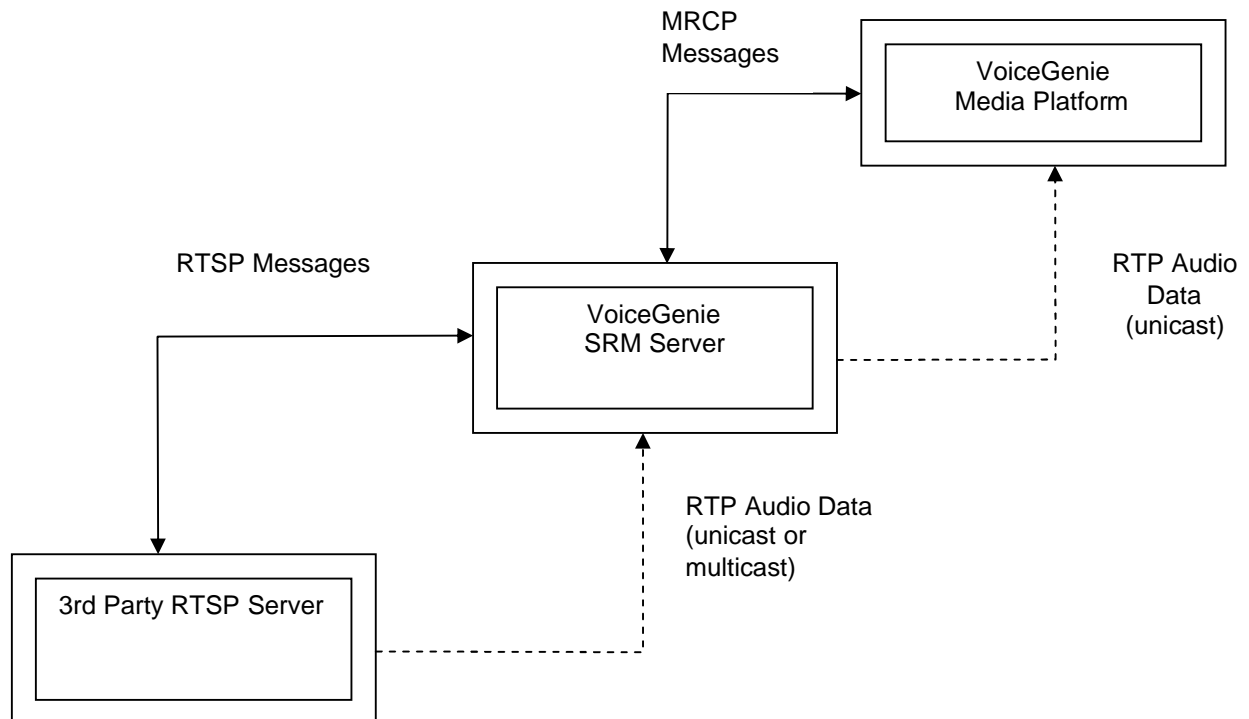 MRCP
Messages
VoiceGenie
Media Platform
RTSP Messages
VoiceGenie
SRM Server
RTP Audio
Data
(unicast)
RTP Audio Data
(unicast or
multicast)
3rd Party RTSP Server